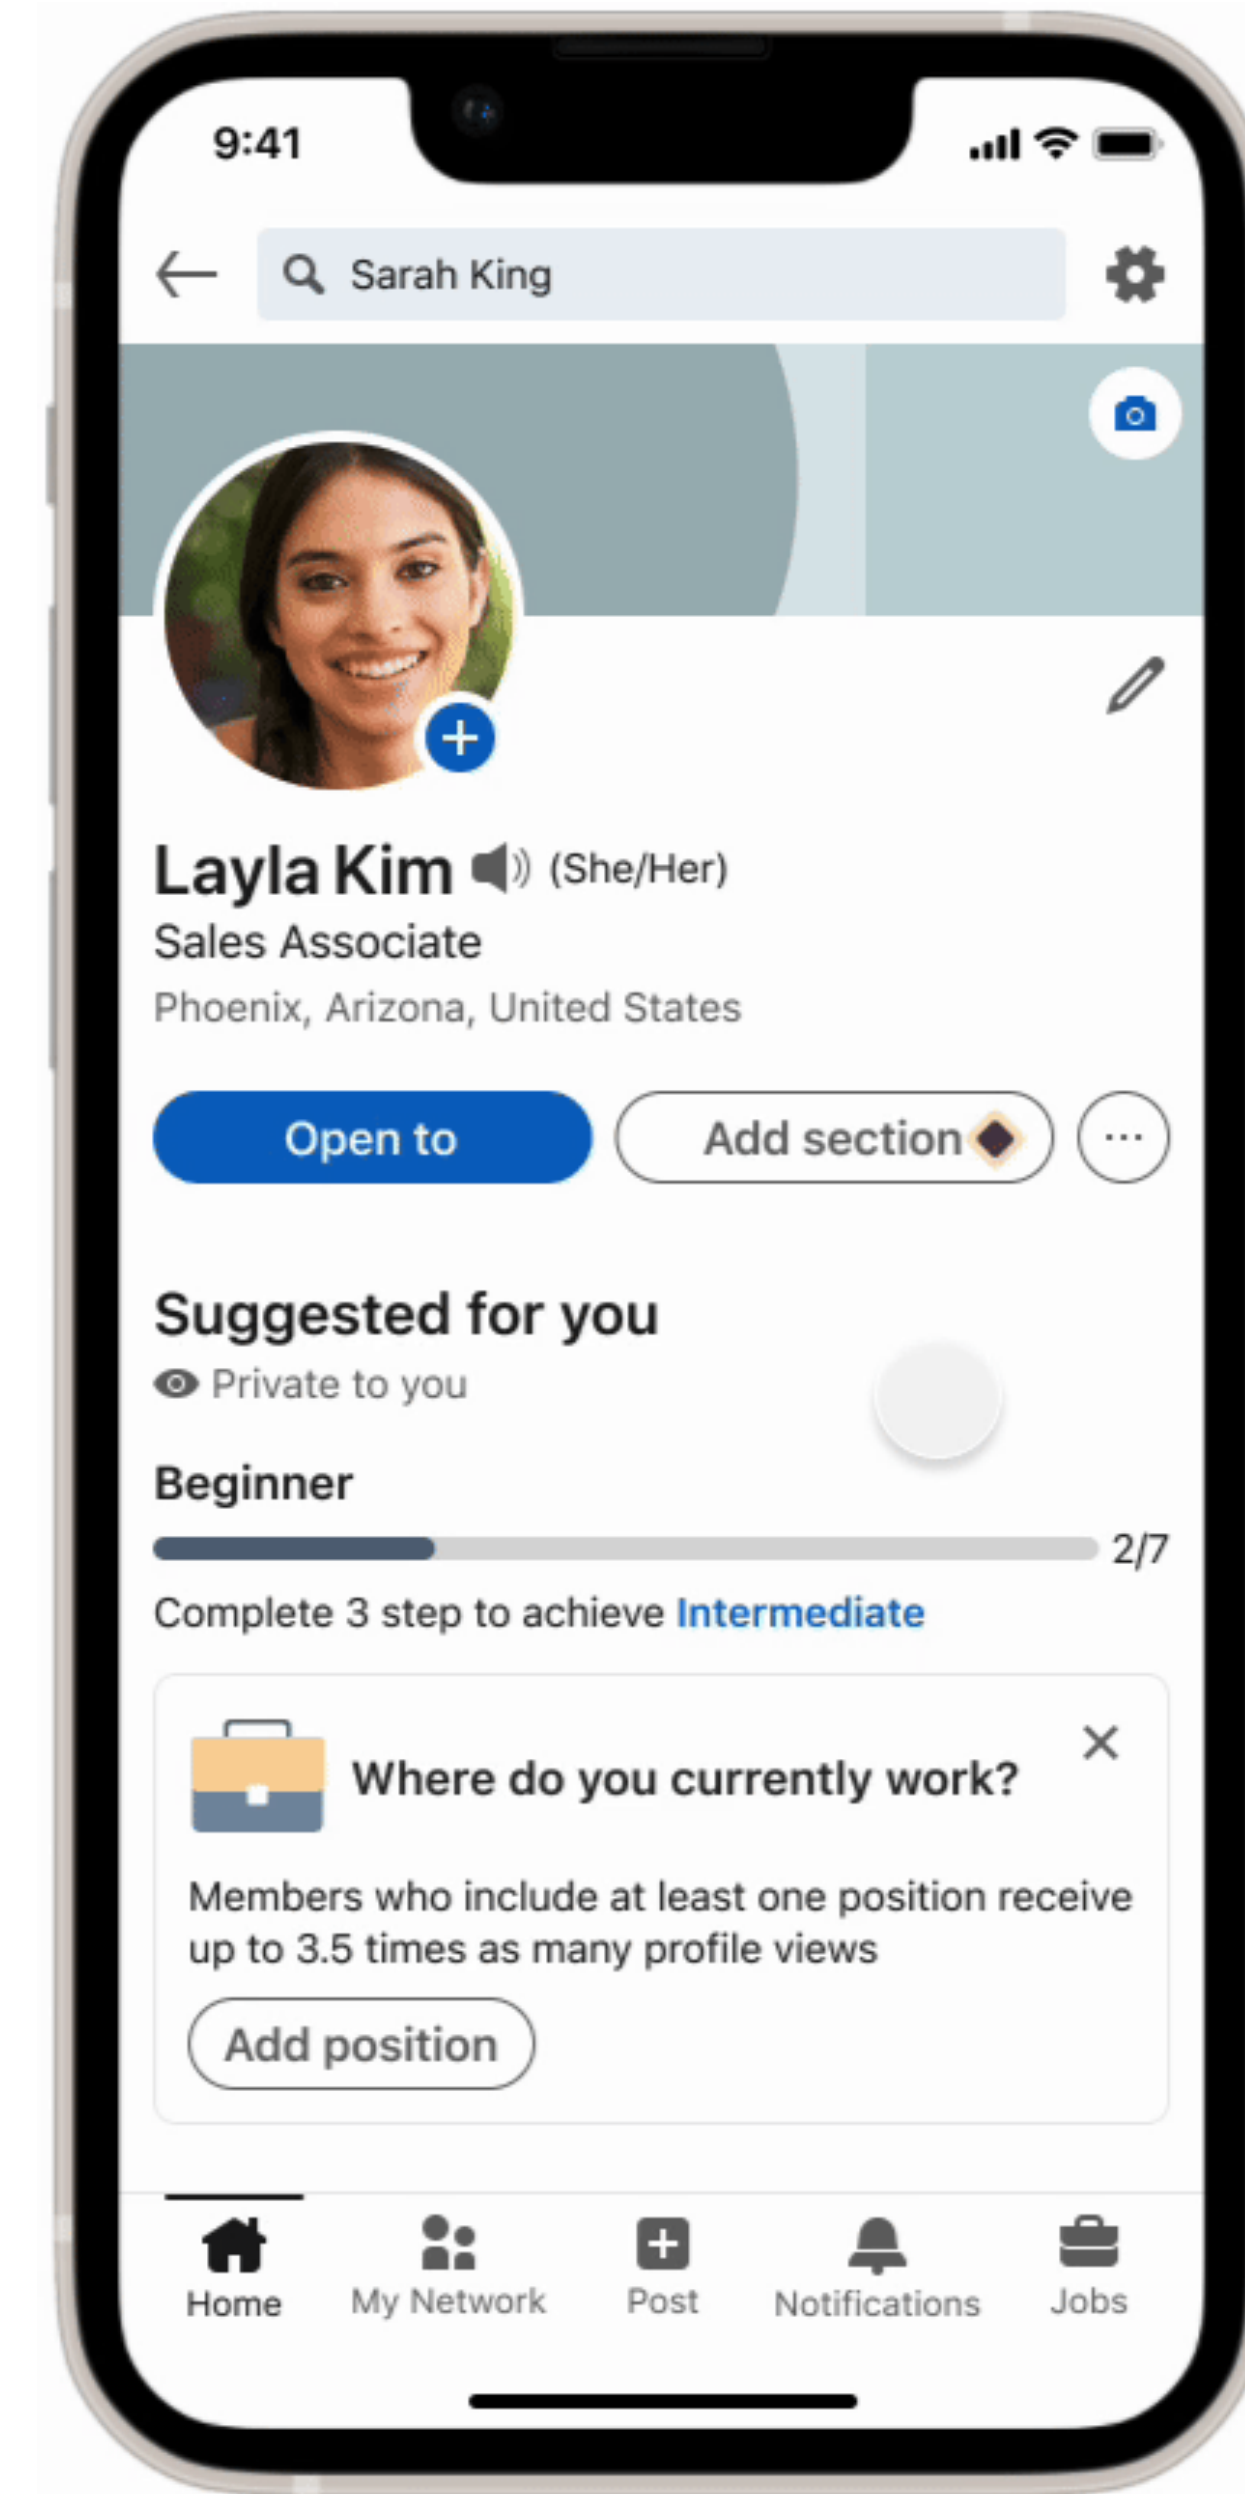 9:41
Sarah King
Layla Kim (She/Her)
Sales Associate
Phoenix, Arizona, United States
Open to
Add section
Suggested for you
Private to you
Beginner
2/7
Complete 3 step to achieve Intermediate
Where do you currently work?
Members who include at least one position receive
up to 3.5 times as many profile views
Add position
Home My Network Post Notifications Jobs